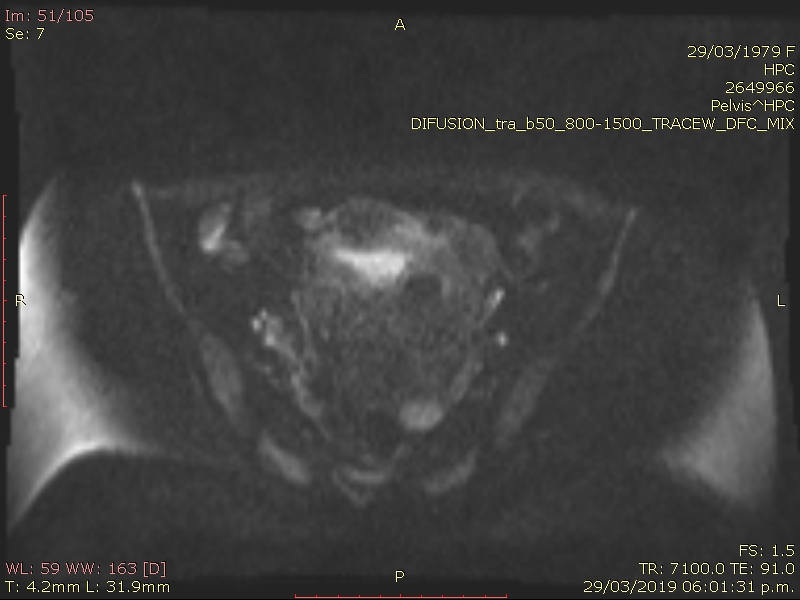 Im: 51/105
Se: 7
A
29/03/1979 F
HPC
2649966
Pelvis^HPC
DIFUSION_tra_b50_800-1500_TRACEW_DFC_MIX
R
L
WL: 59 WW: 163 [D]
T: 4.2mm L: 31.9mm
P
FS: 1.5
TR: 7100.0 TE: 91.0
29/03/2019 06:01:31 p.m.